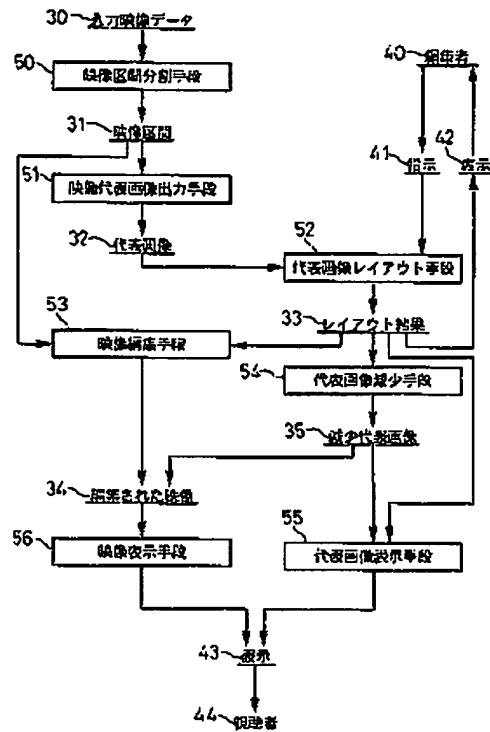 30 入力映像データ
50 映像区間分割手段
31 映像区間
51 映像代表画像出力手段
32 代表画像
40 編集者
41 指示
42 表示
52 代表画像レイアウト手段
53 映像編集手段
33 レイアウト結果
54 代表画像減少手段
35 減少代表画像
34 編集された映像
56 映像表示手段
55 代表画像表示手段
43 表示
44 視聴者